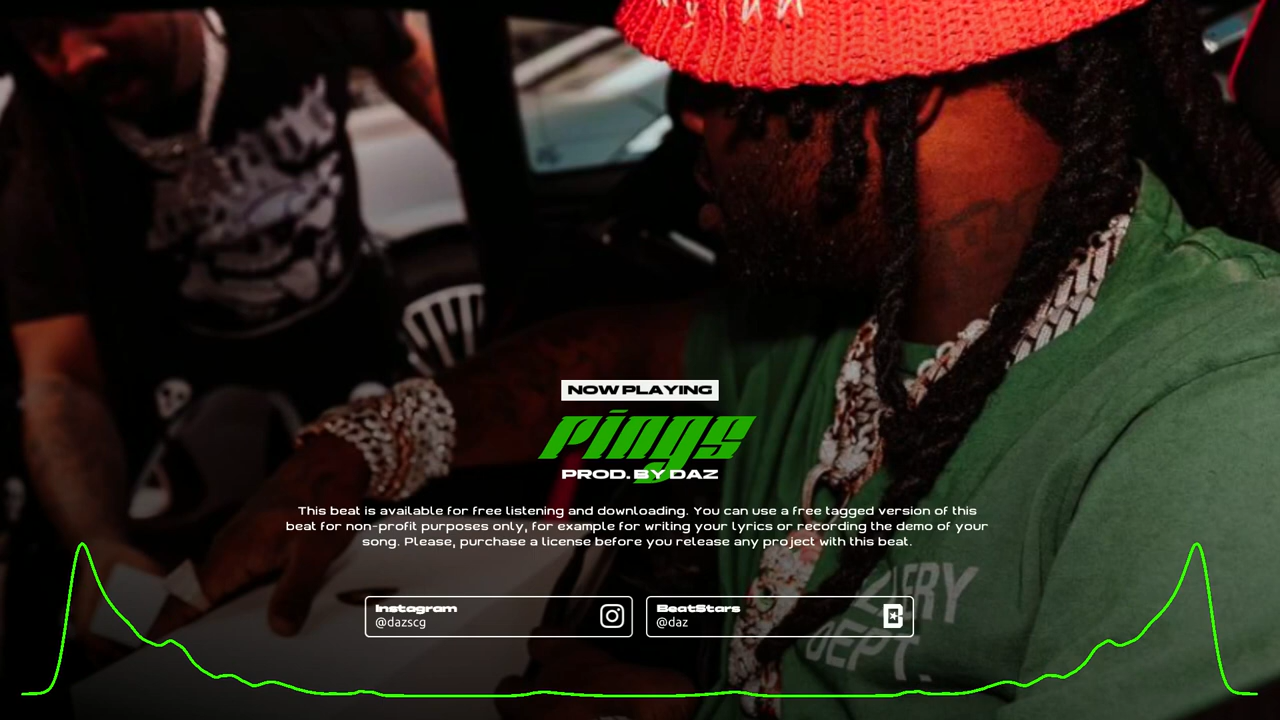 NOW PLAYING
rings
PROD. BY DAZ
This beat is available for free listening and downloading. You can use a free tagged version of this
beat for non-profit purposes only, for example for writing your lyrics or recording the demo of your
song. Please, purchase a license before you release any project with this beat.
Instagram
@dazscg
BeatStars
@daz
LERY
DEPT.